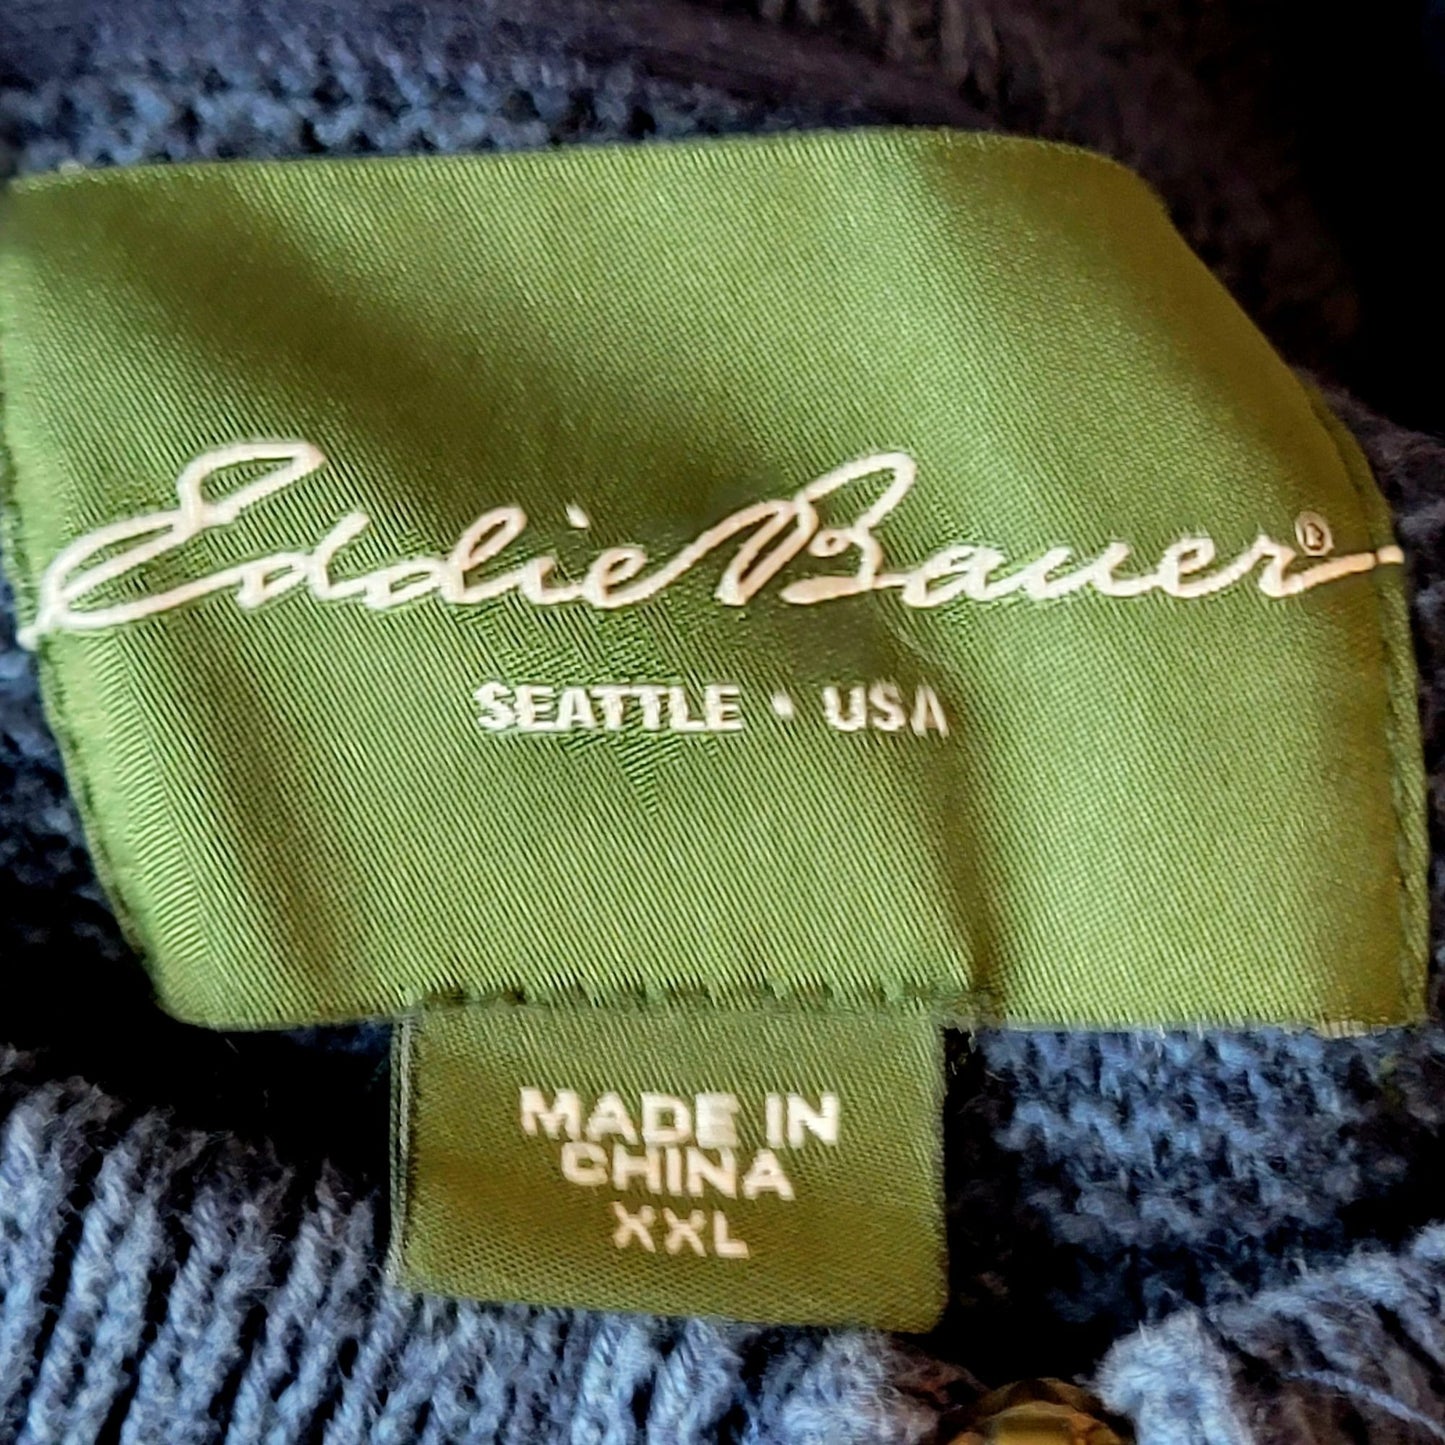 Eddie Bauer®
SEATTLE • USA
MADE IN
CHINA
XXL